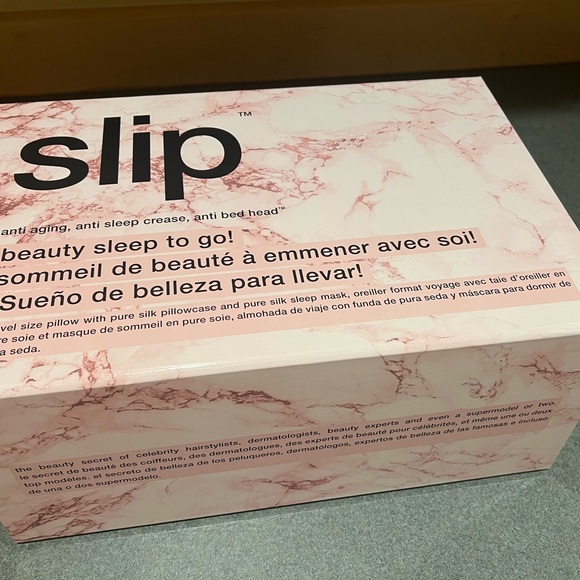 slip™
anti aging, anti sleep crease, anti bed head™
beauty sleep to go!
sommeil de beauté à emmener avec soi!
Sueño de belleza para llevar!
vel size pillow with pure silk pillowcase and pure silk sleep mask, oreiller format voyage avec taie d'oreiller en
re soie et masque de sommeil en pure soie, almohada de viaje con funda de pura seda y máscara para dormir de
a seda.
the beauty secret of celebrity hairstylists, dermatologists, beauty experts and even a supermodel or two.
le secret de beauté des coiffeurs, des dermatologues, des experts de beauté pour célébrités, et même une ou deux
top modèles. el secreto de belleza de los peluqueros, dermatólogos, expertos de belleza de las famosas e incluso
de una o dos supermodelo.